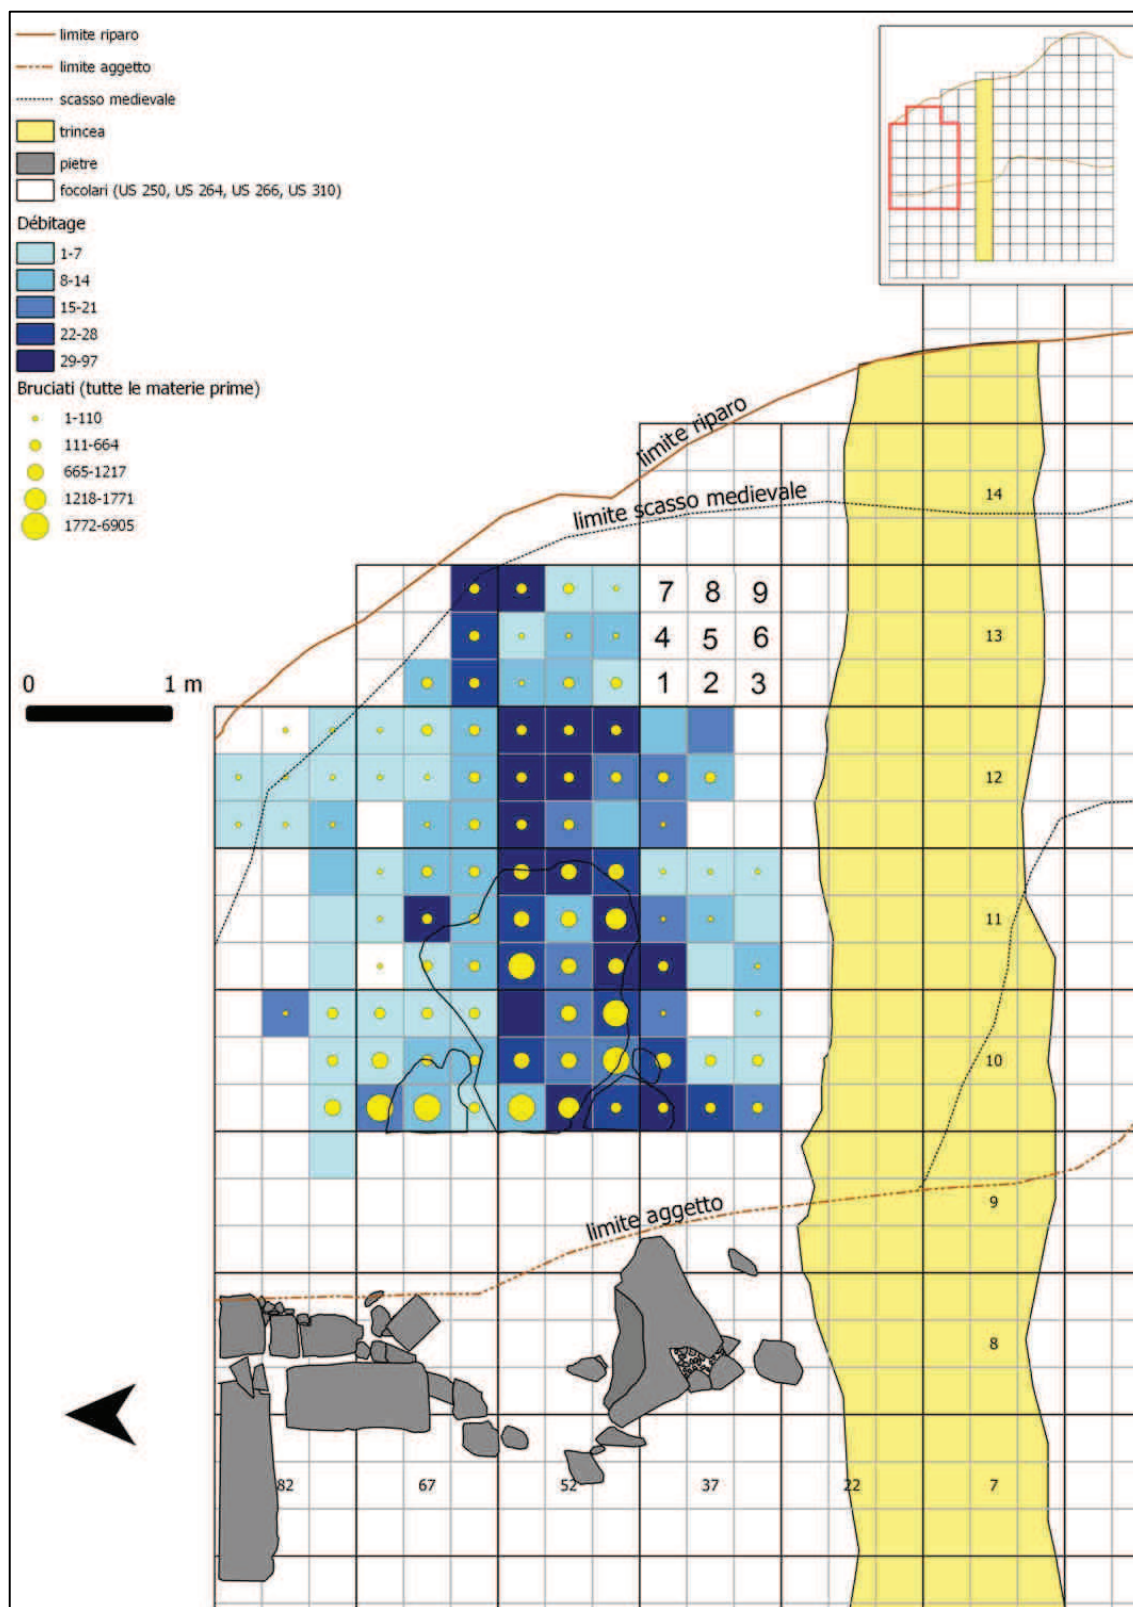 limite riparo
limite aggetto
scasso medievale
trincea
pietre
focolari (US 250, US 264, US 266, US 310)
Débitage
1-7
8-14
15-21
22-28
29-97
Bruciati (tutte le materie prime)
1-110
111-664
665-1217
1218-1771
1772-6905
limite riparo
limite scasso medievale
14
7 8 9
4 5 6
13
1 2 3
0 1 m
12
11
10
limite aggetto
9
8
82 67 52 37 22 7